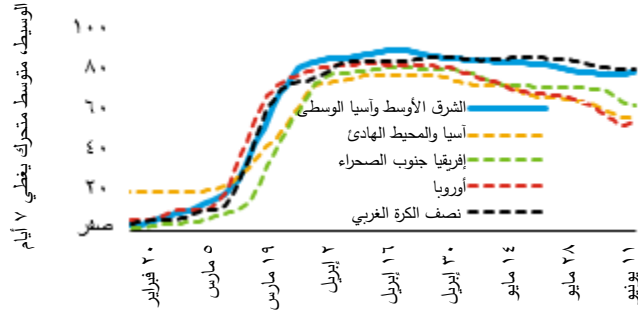 الوسيط، متوسط متحرك يغطي ٧ أيام
١٠٠
٨٠
٦٠
٤٠
٢٠
صفر
الشرق الأوسط وآسيا الوسطى
آسيا والمحيط الهادئ
إفريقيا جنوب الصحراء
أوروبا
نصف الكرة الغربي
٢٠ فبراير
٥ مارس
١٩ مارس
٢ إبريل
١٦ إبريل
٣٠ إبريل
١٤ مايو
٢٨ مايو
١١ يونيو